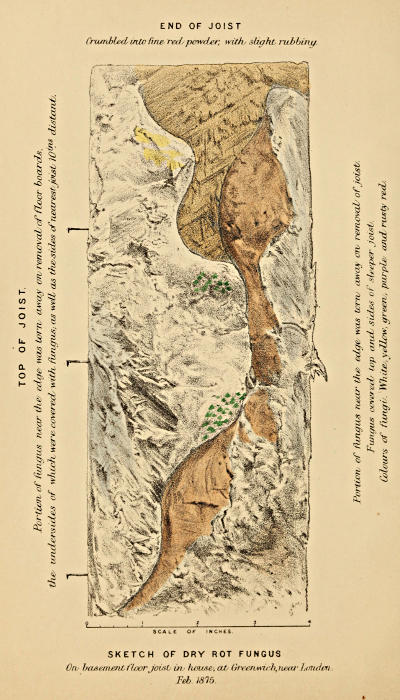 END OF JOIST
Crumbled into fine red powder, with slight rubbing.
TOP OF JOIST.
Portion of fungus near the edge was torn away on removal of floor boards,
the undersides of which were covered with fungus, as well as the sides of nearest joist 10ins distant.
Portion of fungus near the edge was torn away on removal of joist.
Fungus covered top and sides of sleeper joist.
Colours of fungi. White, yellow, green, purple and rusty red.
SCALE OF INCHES.
SKETCH OF DRY ROT FUNGUS
On basement floor joist in house, at Greenwich, near London.
Feb. 1875.